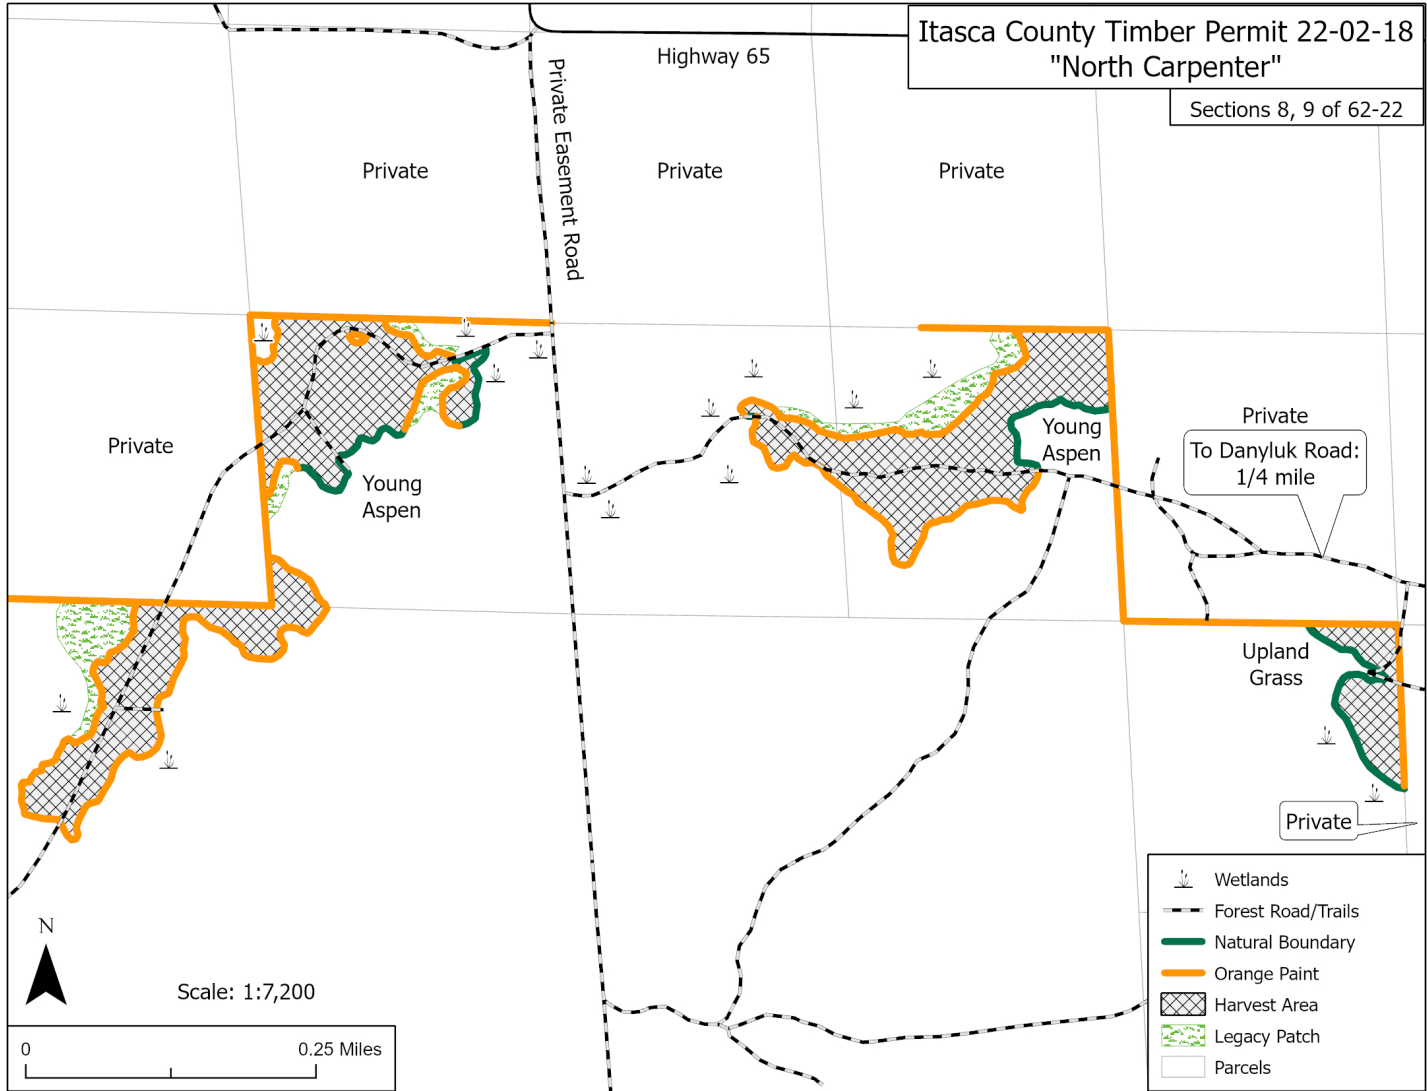 Itasca County Timber Permit 22-02-18
"North Carpenter"
Sections 8, 9 of 62-22
Highway 65
Private Easement Road
Private
Private
Private
Private
Young
Aspen
Young
Aspen
Private
To Danyluk Road:
1/4 mile
Upland
Grass
Private
N
Scale: 1:7,200
0
0.25 Miles
Wetlands
Forest Road/Trails
Natural Boundary
Orange Paint
Harvest Area
Legacy Patch
Parcels